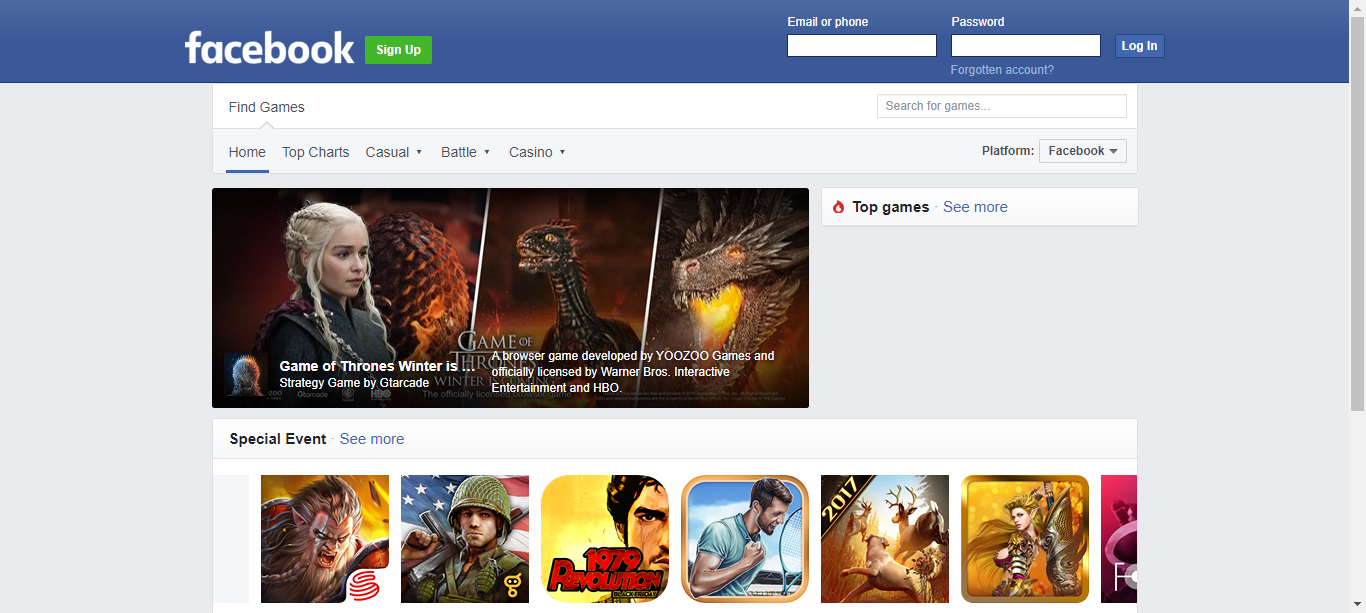 facebook
Sign Up
Email or phone
Password
Log In
Forgotten account?
Find Games
Search for games...
Home
Top Charts
Casual
Battle
Casino
Platform:
Facebook
GAME OF
THRONES
WINTER IS COMING
The officially licensed browser game
Game of Thrones Winter is ...
Strategy Game by Gtarcade
A browser game developed by YOOZOO Games and
officially licensed by Warner Bros. Interactive
Entertainment and HBO.
Gtarcade
HBO
Top games · See more
Special Event · See more
1979
REVOLUTION
BLACK FRIDAY
2017